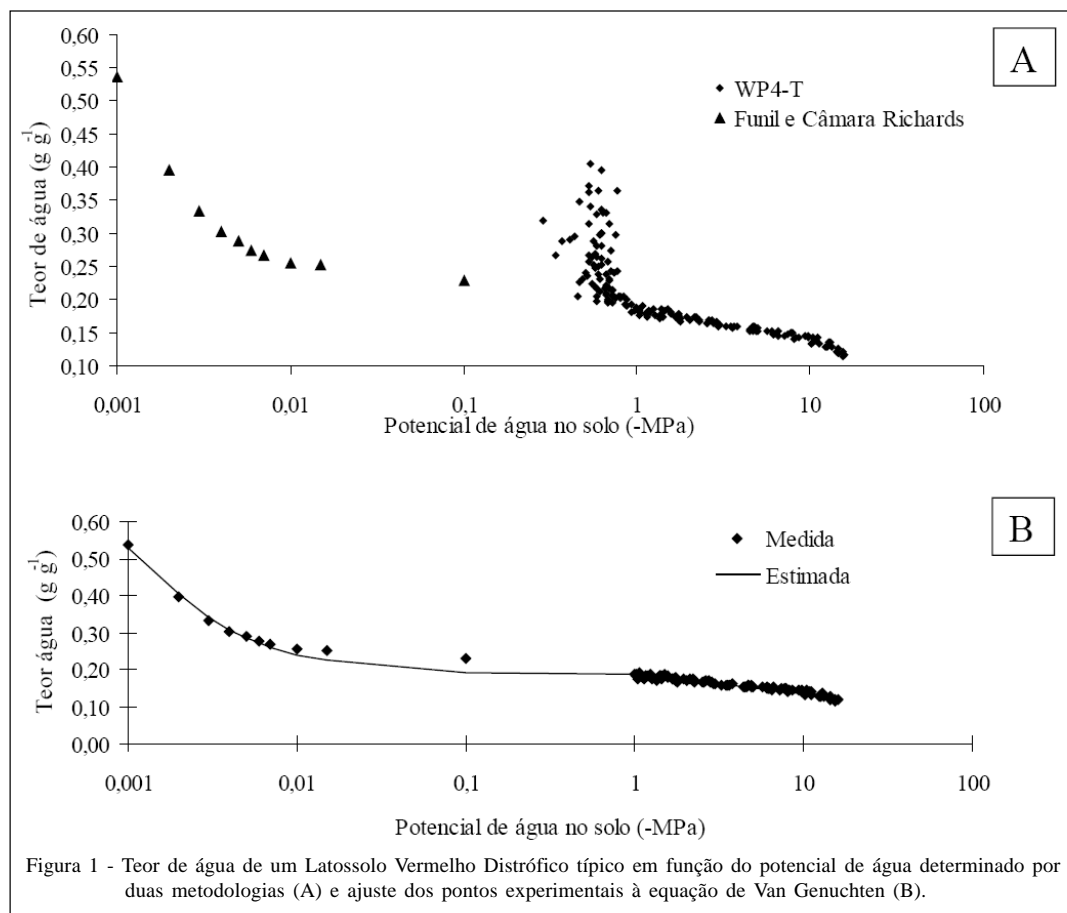 A
0,60
0,55
0,50
0,45
0,40
0,35
0,30
0,25
0,20
0,15
0,10
Teor de água (g g-1)
WP4-T
Funil e Câmara Richards
0,001 0,01 0,1 1 10 100
Potencial de água no solo (-MPa)
B
0,60
0,50
0,40
0,30
0,20
0,10
0,00
Teor água (g g-1)
Medida
Estimada
0,001 0,01 0,1 1 10 100
Potencial de água no solo (-MPa)
Figura 1 - Teor de água de um Latossolo Vermelho Distrófico típico em função do potencial de água determinado por
duas metodologias (A) e ajuste dos pontos experimentais à equação de Van Genuchten (B).